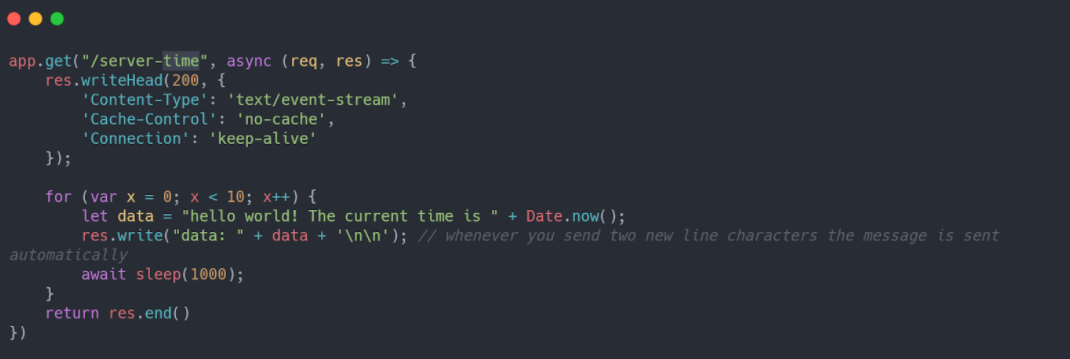 app.get("/server-time", async (req, res) => {
    res.writeHead(200, {
        'Content-Type': 'text/event-stream',
        'Cache-Control': 'no-cache',
        'Connection': 'keep-alive'
    });

    for (var x = 0; x < 10; x++) {
        let data = "hello world! The current time is " + Date.now();
        res.write("data: " + data + '\n\n'); // whenever you send two new line characters the message is sent
automatically
        await sleep(1000);
    }
    return res.end()
})